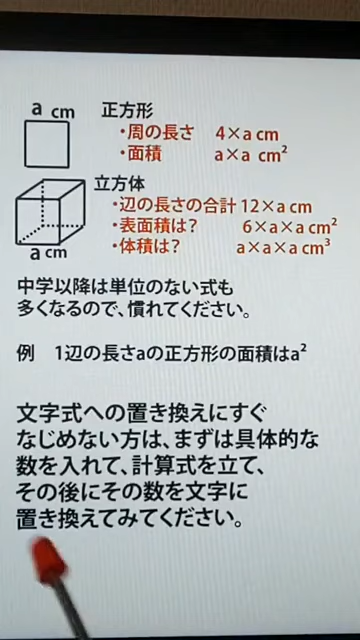 a cm 正方形
・周の長さ 4×a cm
・面積 a×a cm²
立方体
・辺の長さの合計 12×a cm
・表面積は? 6×a×a cm²
・体積は? a×a×a cm³
a cm
中学以降は単位のない式も
多くなるので、慣れてください。
例 1辺の長さaの正方形の面積はa²
文字式への置き換えにすぐ
なじめない方は、まずは具体的な
数を入れて、計算式を立て、
その後にその数を文字に
置き換えてみてください。